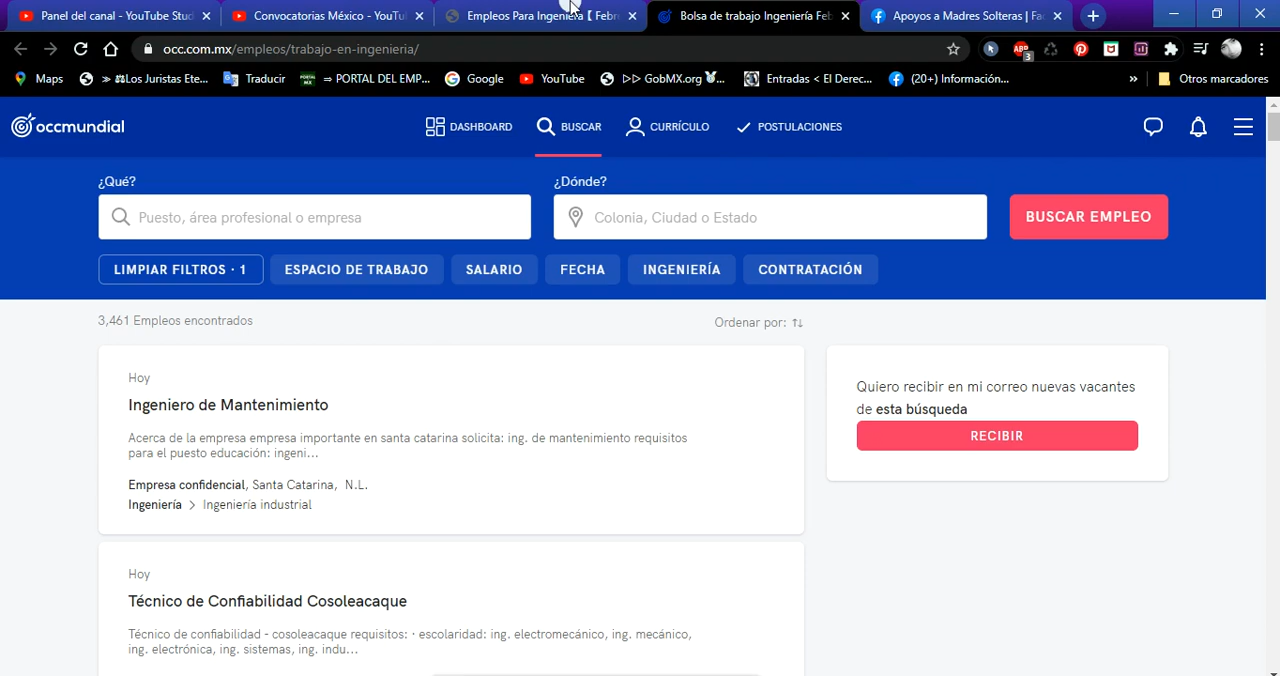 Panel del canal - YouTube Stud
Convocatorias México - YouTu
Empleos Para Ingeniera【 Febre
Bolsa de trabajo Ingeniería Feb
Apoyos a Madres Solteras | Fac
occ.com.mx/empleos/trabajo-en-ingenieria/
ABP
3
Maps
» ⚖Los Juristas Ete...
Traducir
⇒ PORTAL DEL EMP...
Google
YouTube
▷▷ GobMX.org
Entradas < El Derec...
(20+) Información...
»
Otros marcadores
occmundial
DASHBOARD
BUSCAR
CURRÍCULO
POSTULACIONES
¿Qué?
¿Dónde?
Puesto, área profesional o empresa
Colonia, Ciudad o Estado
BUSCAR EMPLEO
LIMPIAR FILTROS · 1
ESPACIO DE TRABAJO
SALARIO
FECHA
INGENIERÍA
CONTRATACIÓN
3,461 Empleos encontrados
Ordenar por: ↑↓
Hoy
Ingeniero de Mantenimiento
Acerca de la empresa empresa importante en santa catarina solicita: ing. de mantenimiento requisitos
para el puesto educación: ingeni...
Empresa confidencial, Santa Catarina, N.L.
Ingeniería > Ingeniería industrial
Quiero recibir en mi correo nuevas vacantes
de esta búsqueda
RECIBIR
Hoy
Técnico de Confiabilidad Cosoleacaque
Técnico de confiabilidad - cosoleacaque requisitos: · escolaridad: ing. electromecánico, ing. mecánico,
ing. electrónica, ing. sistemas, ing. indu...